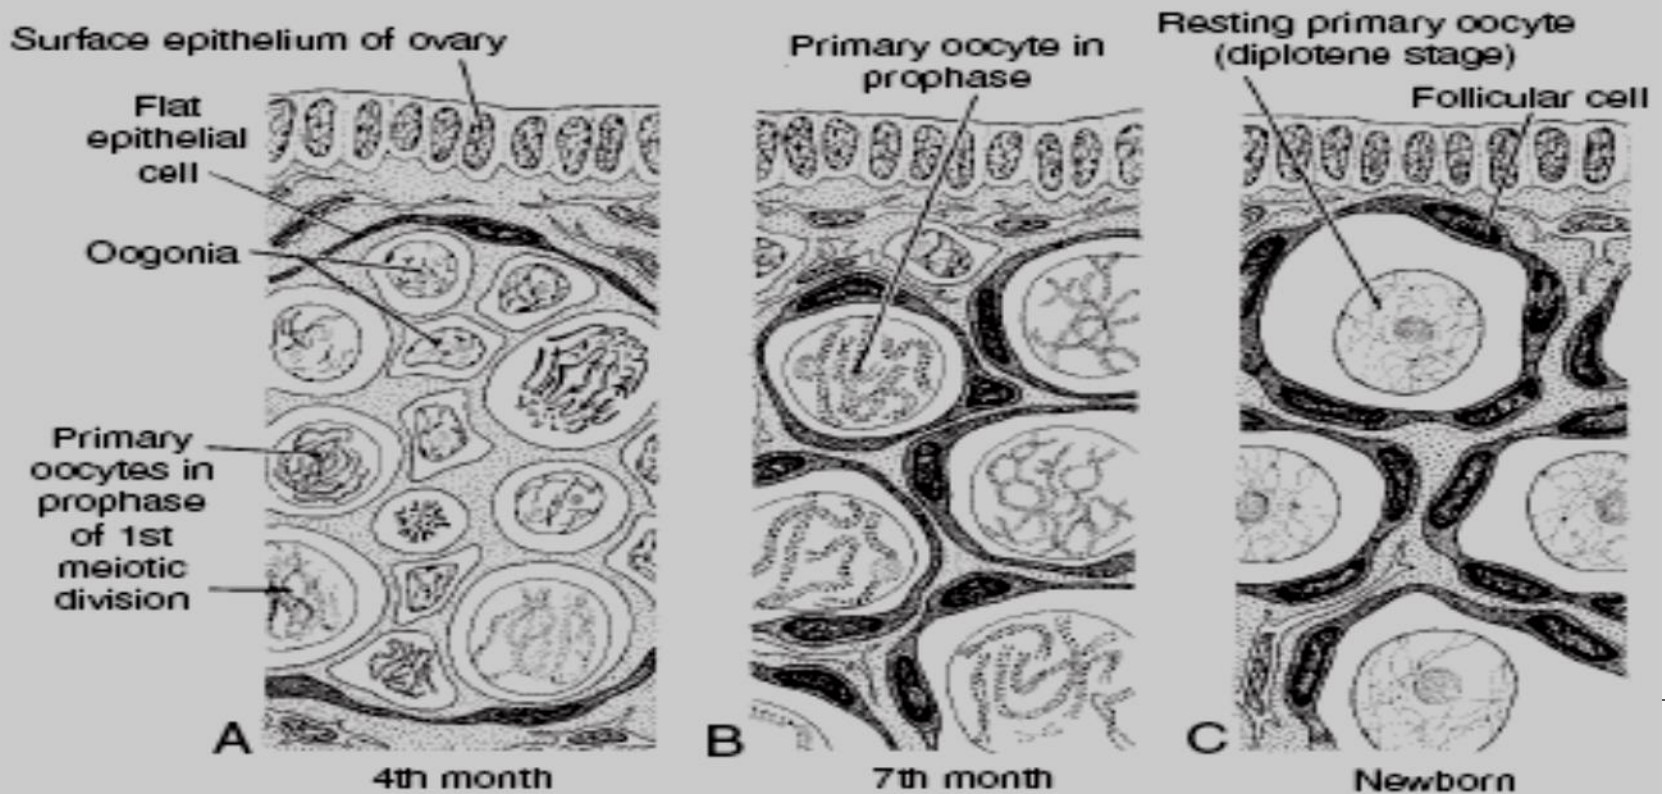 Surface epithelium of ovary
Flat
epithelial
cell
Oogonia
Primary
oocytes in
prophase
of 1st
meiotic
division
A
4th month
Primary oocyte in
prophase
B
7th month
Resting primary oocyte
(diplotene stage)
Follicular cell
C
Newborn